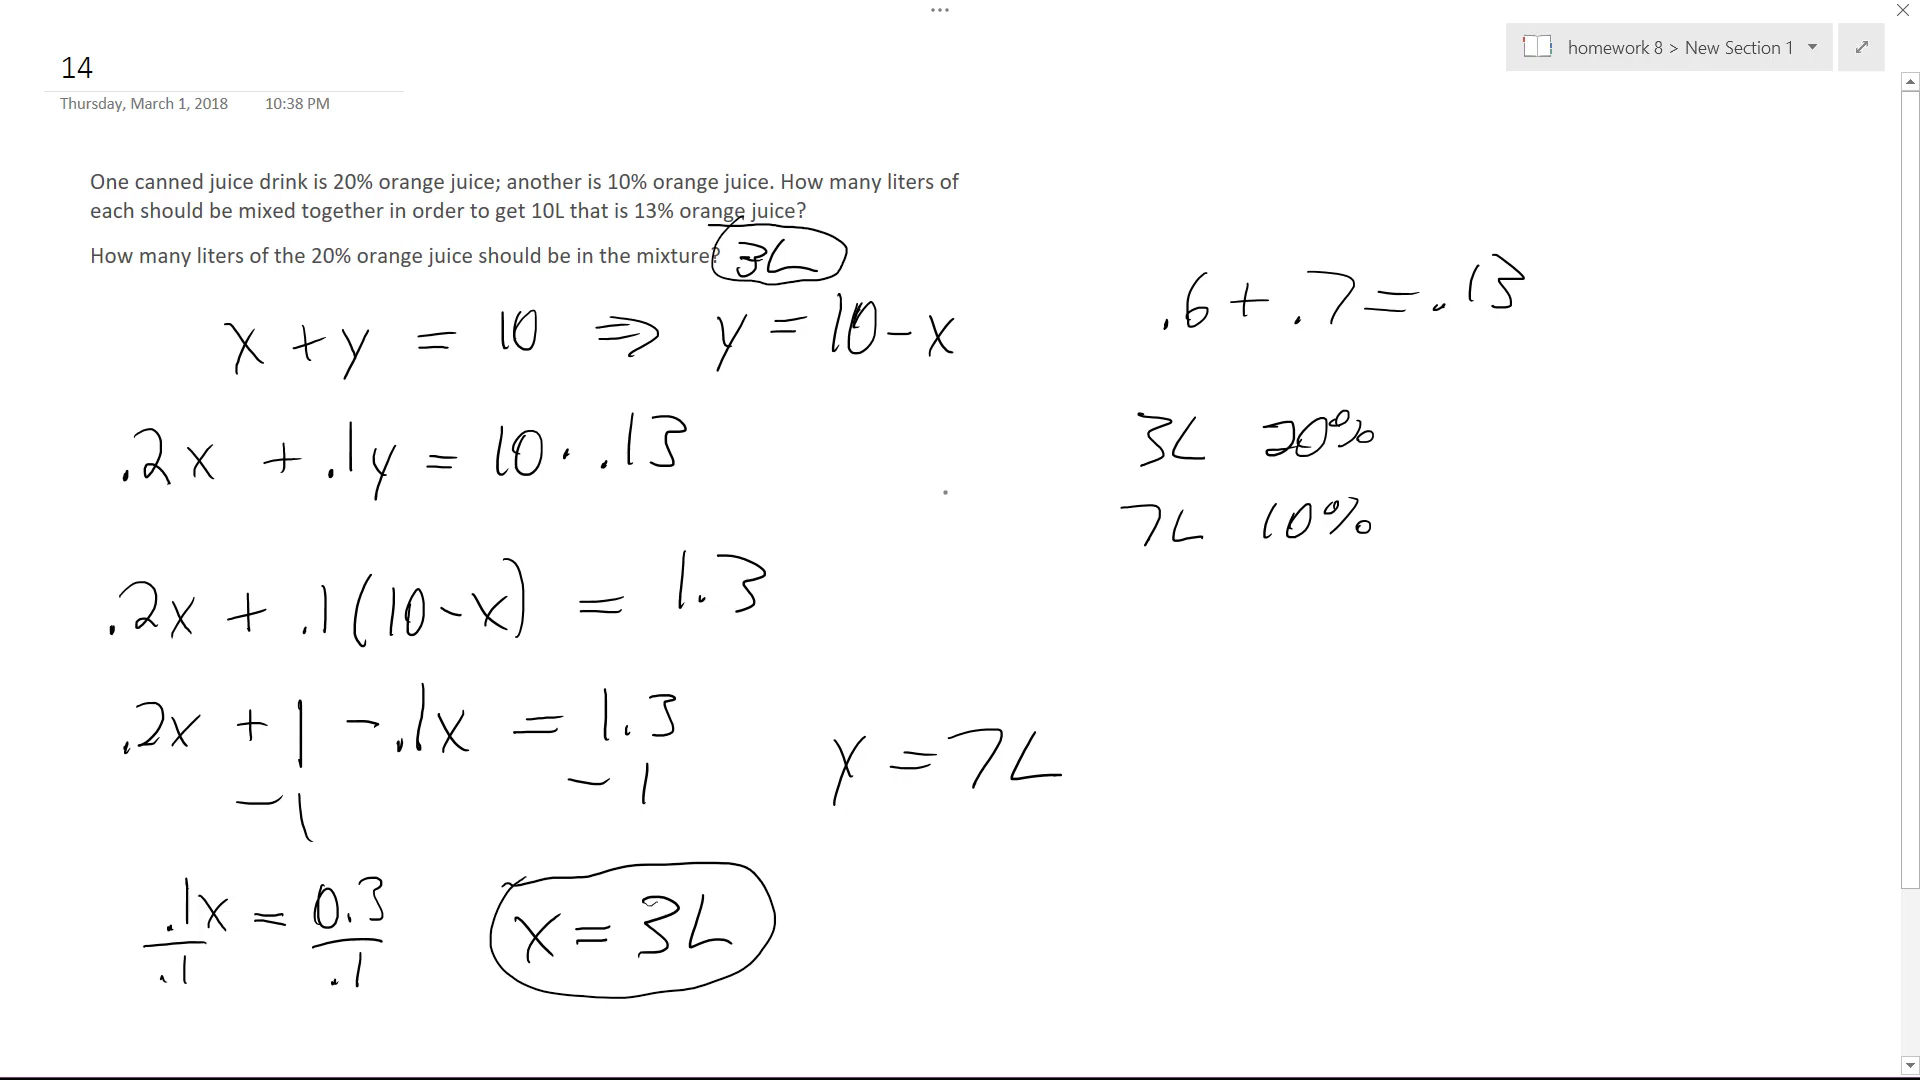 homework 8 > New Section 1
14
Thursday, March 1, 2018 10:38 PM
One canned juice drink is 20% orange juice; another is 10% orange juice. How many liters of
each should be mixed together in order to get 10L that is 13% orange juice?
How many liters of the 20% orange juice should be in the mixture? 3L
x + y = 10 ⇒ y = 10 - x
.2x + .1y = 10 · .13
.2x + .1(10 - x) = 1.3
.2x + 1 - .1x = 1.3
-1 -1
.1x = 0.3
.1 .1
x = 3L
y = 7L
.6 + .7 = .13
3L 20%
7L 10%